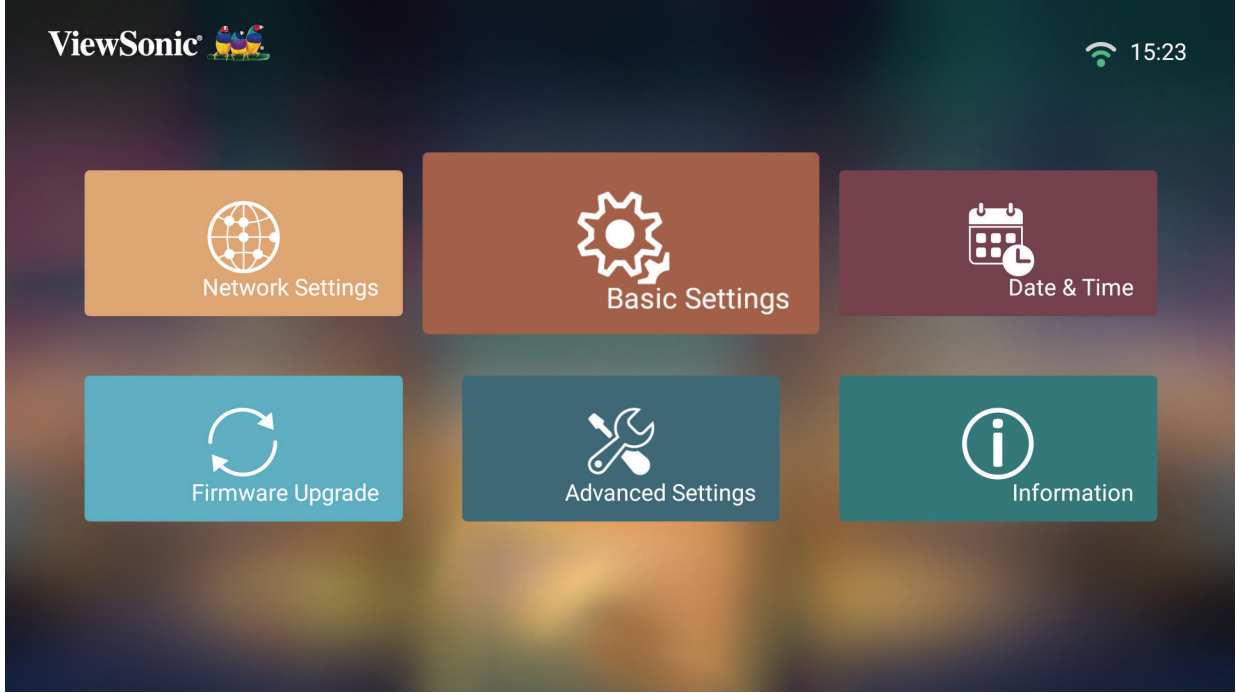 ViewSonic®
15:23
Network Settings
Basic Settings
Date & Time
Firmware Upgrade
Advanced Settings
Information